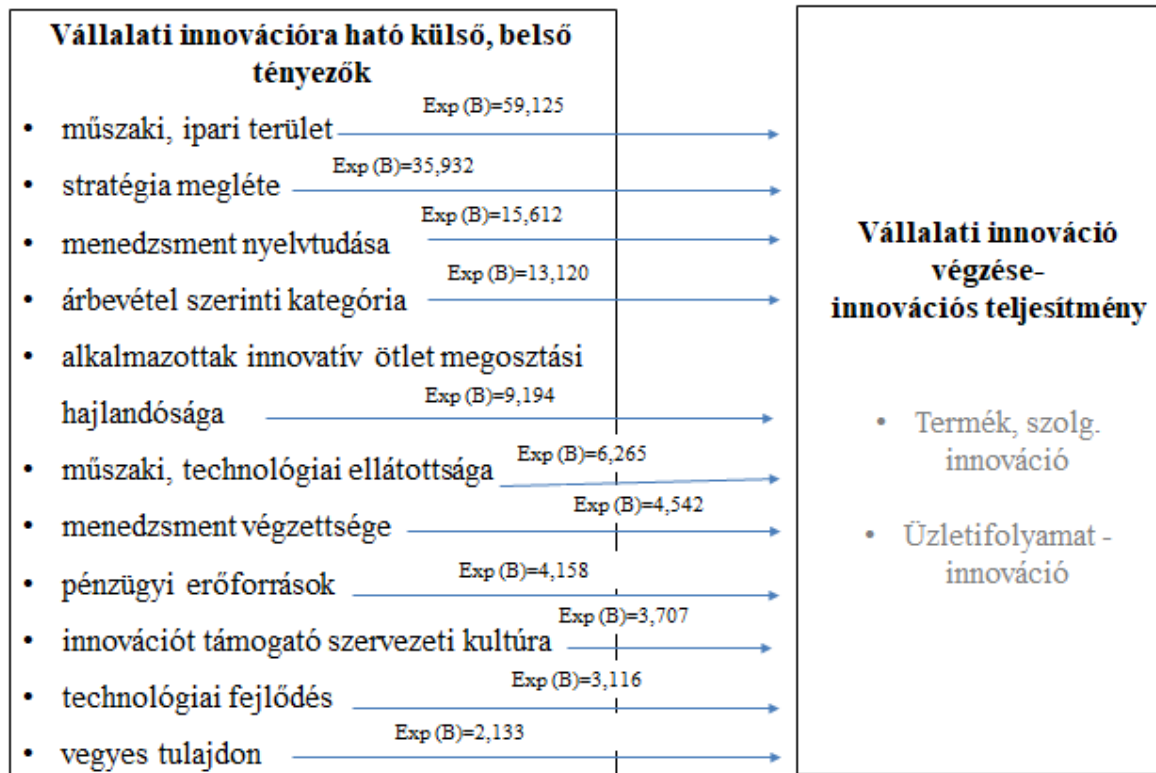 Vállalati innovációra ható külső, belső
tényezők
Exp (B)=59,125
• műszaki, ipari terület
Exp (B)=35,932
• stratégia megléte
Exp (B)=15,612
• menedzsment nyelvtudása
Exp (B)=13,120
• árbevétel szerinti kategória
• alkalmazottak innovatív ötlet megosztási
hajlandósága
Exp (B)=9,194
• műszaki, technológiai ellátottsága
Exp (B)=6,265
• menedzsment végzettsége
Exp (B)=4,542
• pénzügyi erőforrások
Exp (B)=4,158
• innovációt támogató szervezeti kultúra
Exp (B)=3,707
• technológiai fejlődés
Exp (B)=3,116
• vegyes tulajdon
Exp (B)=2,133
Vállalati innováció
végzése-
innovációs teljesítmény
• Termék, szolg.
innováció
• Üzletifolyamat -
innováció